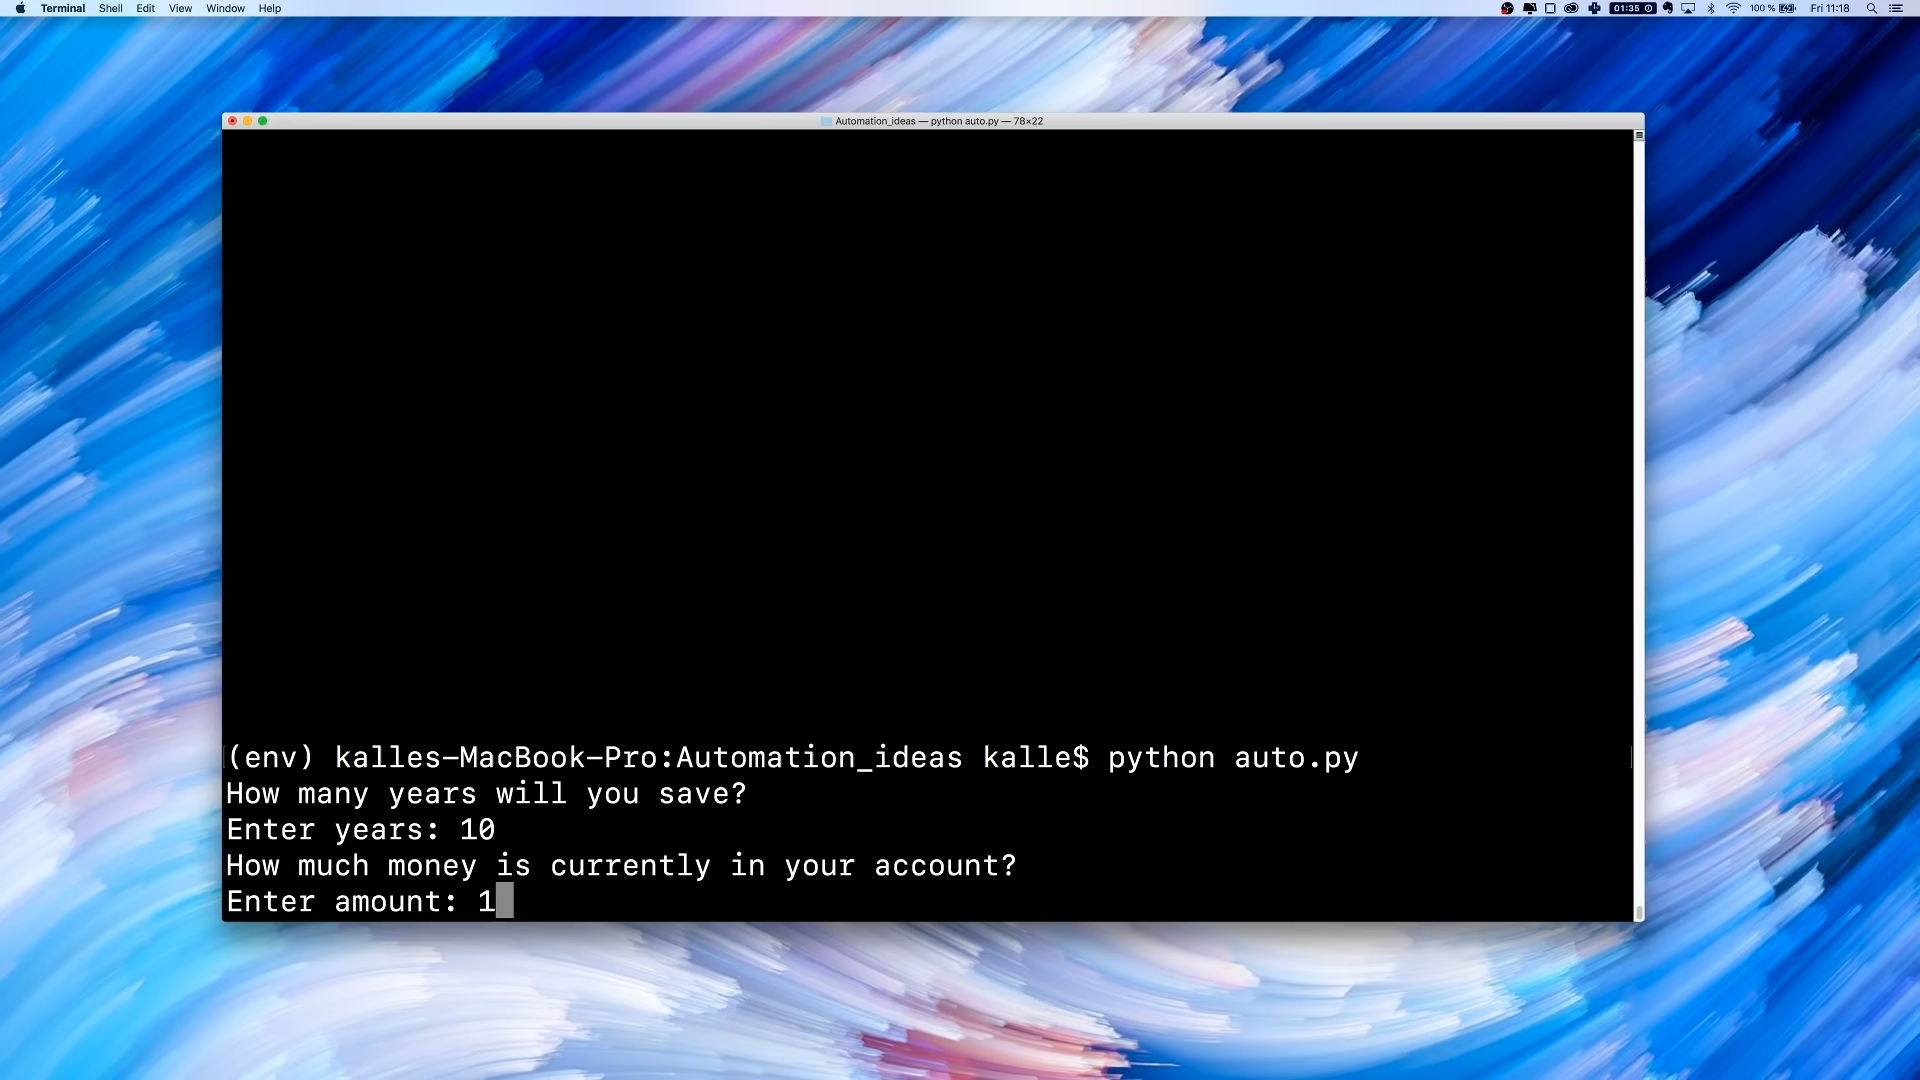 Terminal Shell Edit View Window Help 01:35 100 % Fri 11:18
Automation_ideas — python auto.py — 78×22
(env) kalles-MacBook-Pro:Automation_ideas kalle$ python auto.py
How many years will you save?
Enter years: 10
How much money is currently in your account?
Enter amount: 1